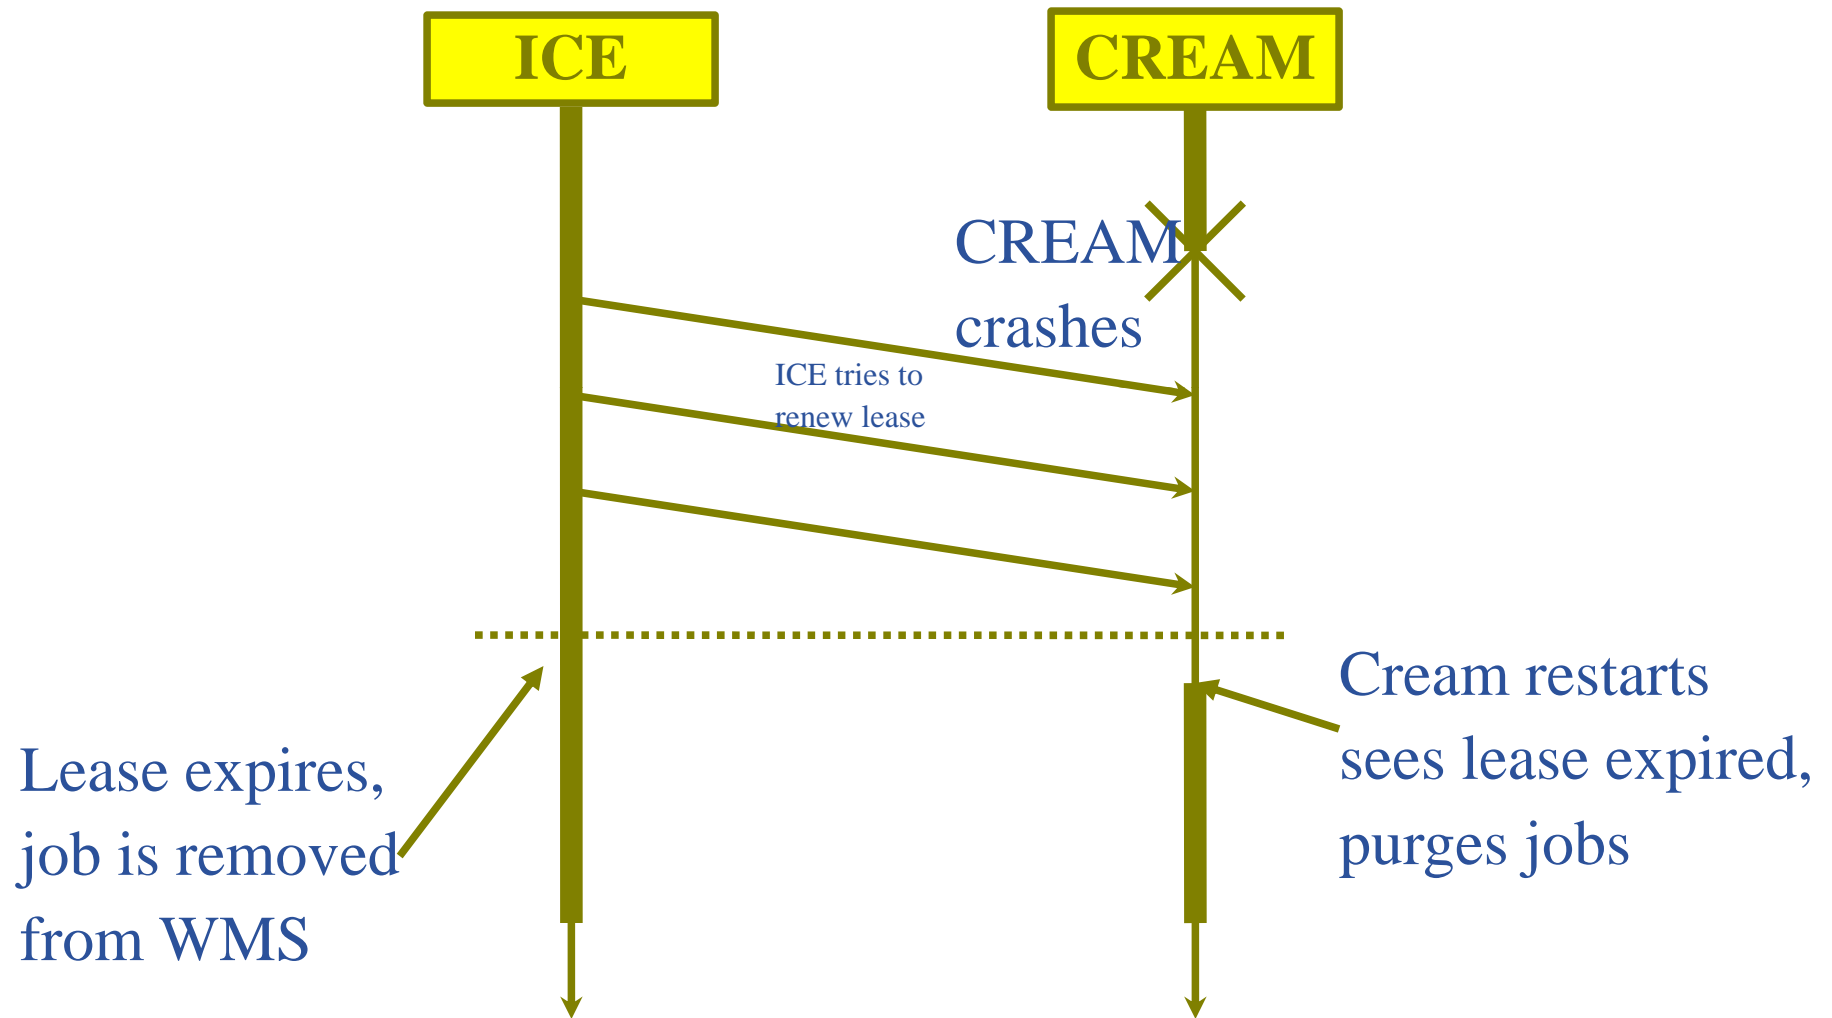 ICE
CREAM
CREAM
crashes
ICE tries to
renew lease
Cream restarts
sees lease expired,
purges jobs
Lease expires,
job is removed
from WMS